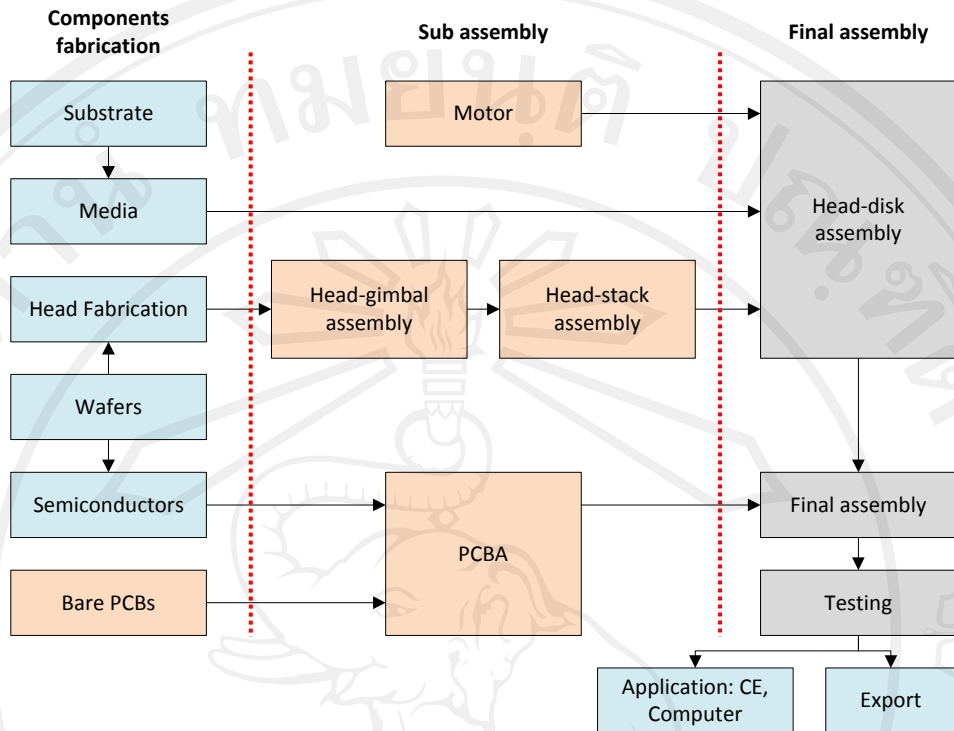 Components
fabrication
Sub assembly
Final assembly
Substrate
Motor
Media
Head-disk
assembly
Head Fabrication
Head-gimbal
assembly
Head-stack
assembly
Wafers
Semiconductors
Final assembly
PCBA
Bare PCBs
Testing
Application: CE,
Computer
Export